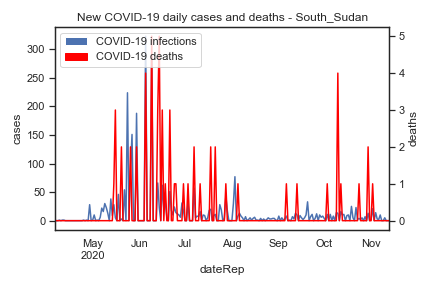 New COVID-19 daily cases and deaths - South_Sudan
COVID-19 infections
COVID-19 deaths
cases
300
250
200
150
100
50
0
deaths
5
4
3
2
1
0
May Jun Jul Aug Sep Oct Nov
2020
dateRep